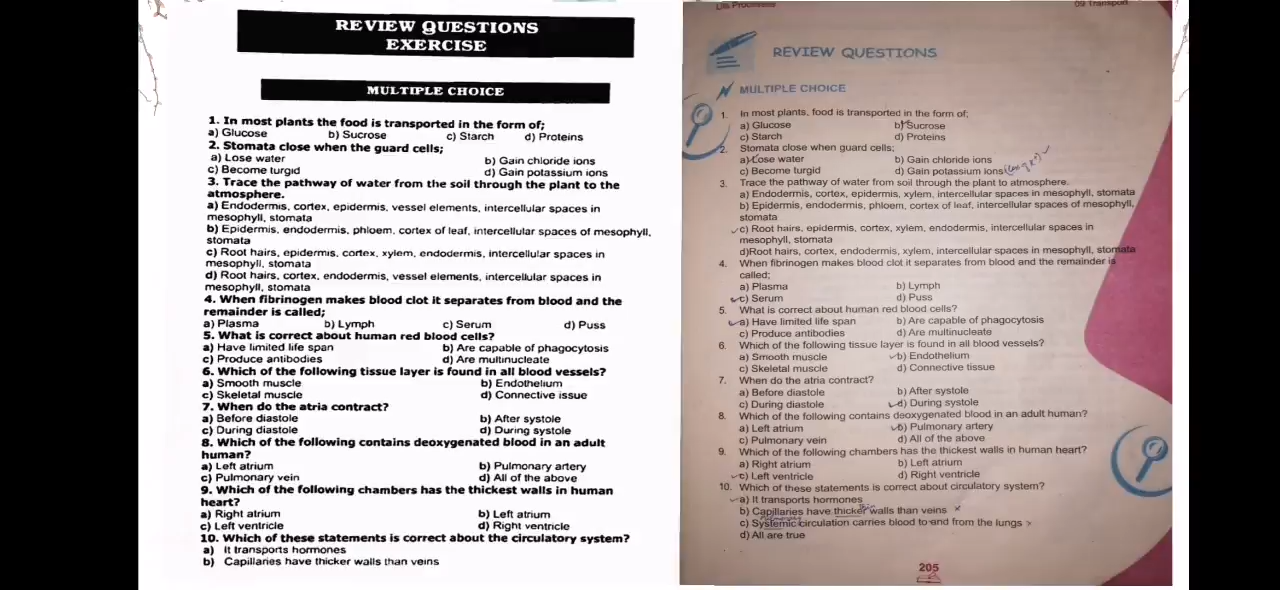 REVIEW QUESTIONS
EXERCISE
MULTIPLE CHOICE
1. In most plants the food is transported in the form of;
a) Glucose b) Sucrose c) Starch d) Proteins
2. Stomata close when the guard cells;
a) Lose water b) Gain chloride ions
c) Become turgid d) Gain potassium ions
3. Trace the pathway of water from the soil through the plant to the
atmosphere.
a) Endodermis, cortex, epidermis, vessel elements, intercellular spaces in
mesophyll, stomata
b) Epidermis, endodermis, phloem, cortex of leaf, intercellular spaces of mesophyll,
stomata
c) Root hairs, epidermis, cortex, xylem, endodermis, intercellular spaces in
mesophyll, stomata
d) Root hairs, cortex, endodermis, vessel elements, intercellular spaces in
mesophyll, stomata
4. When fibrinogen makes blood clot it separates from blood and the
remainder is called;
a) Plasma b) Lymph c) Serum d) Puss
5. What is correct about human red blood cells?
a) Have limited life span b) Are capable of phagocytosis
c) Produce antibodies d) Are multinucleate
6. Which of the following tissue layer is found in all blood vessels?
a) Smooth muscle b) Endothelium
c) Skeletal muscle d) Connective issue
7. When do the atria contract?
a) Before diastole b) After systole
c) During diastole d) During systole
8. Which of the following contains deoxygenated blood in an adult
human?
a) Left atrium b) Pulmonary artery
c) Pulmonary vein d) All of the above
9. Which of the following chambers has the thickest walls in human
heart?
a) Right atrium b) Left atrium
c) Left ventricle d) Right ventricle
10. Which of these statements is correct about the circulatory system?
a) It transports hormones
b) Capillaries have thicker walls than veins
Life Processes 09 Transport
REVIEW QUESTIONS
MULTIPLE CHOICE
1. In most plants, food is transported in the form of;
a) Glucose b) Sucrose
c) Starch d) Proteins
2. Stomata close when guard cells;
a) Lose water b) Gain chloride ions
c) Become turgid d) Gain potassium ions
3. Trace the pathway of water from soil through the plant to atmosphere.
a) Endodermis, cortex, epidermis, xylem, intercellular spaces in mesophyll, stomata
b) Epidermis, endodermis, phloem, cortex of leaf, intercellular spaces of mesophyll,
stomata
c) Root hairs, epidermis, cortex, xylem, endodermis, intercellular spaces in
mesophyll, stomata
d)Root hairs, cortex, endodermis, xylem, intercellular spaces in mesophyll, stomata
4. When fibrinogen makes blood clot it separates from blood and the remainder is
called;
a) Plasma b) Lymph
c) Serum d) Puss
5. What is correct about human red blood cells?
a) Have limited life span b) Are capable of phagocytosis
c) Produce antibodies d) Are multinucleate
6. Which of the following tissue layer is found in all blood vessels?
a) Smooth muscle b) Endothelium
c) Skeletal muscle d) Connective tissue
7. When do the atria contract?
a) Before diastole b) After systole
c) During diastole d) During systole
8. Which of the following contains deoxygenated blood in an adult human?
a) Left atrium b) Pulmonary artery
c) Pulmonary vein d) All of the above
9. Which of the following chambers has the thickest walls in human heart?
a) Right atrium b) Left atrium
c) Left ventricle d) Right ventricle
10. Which of these statements is correct about circulatory system?
a) It transports hormones
b) Capillaries have thicker walls than veins
c) Systemic circulation carries blood to and from the lungs
d) All are true
205